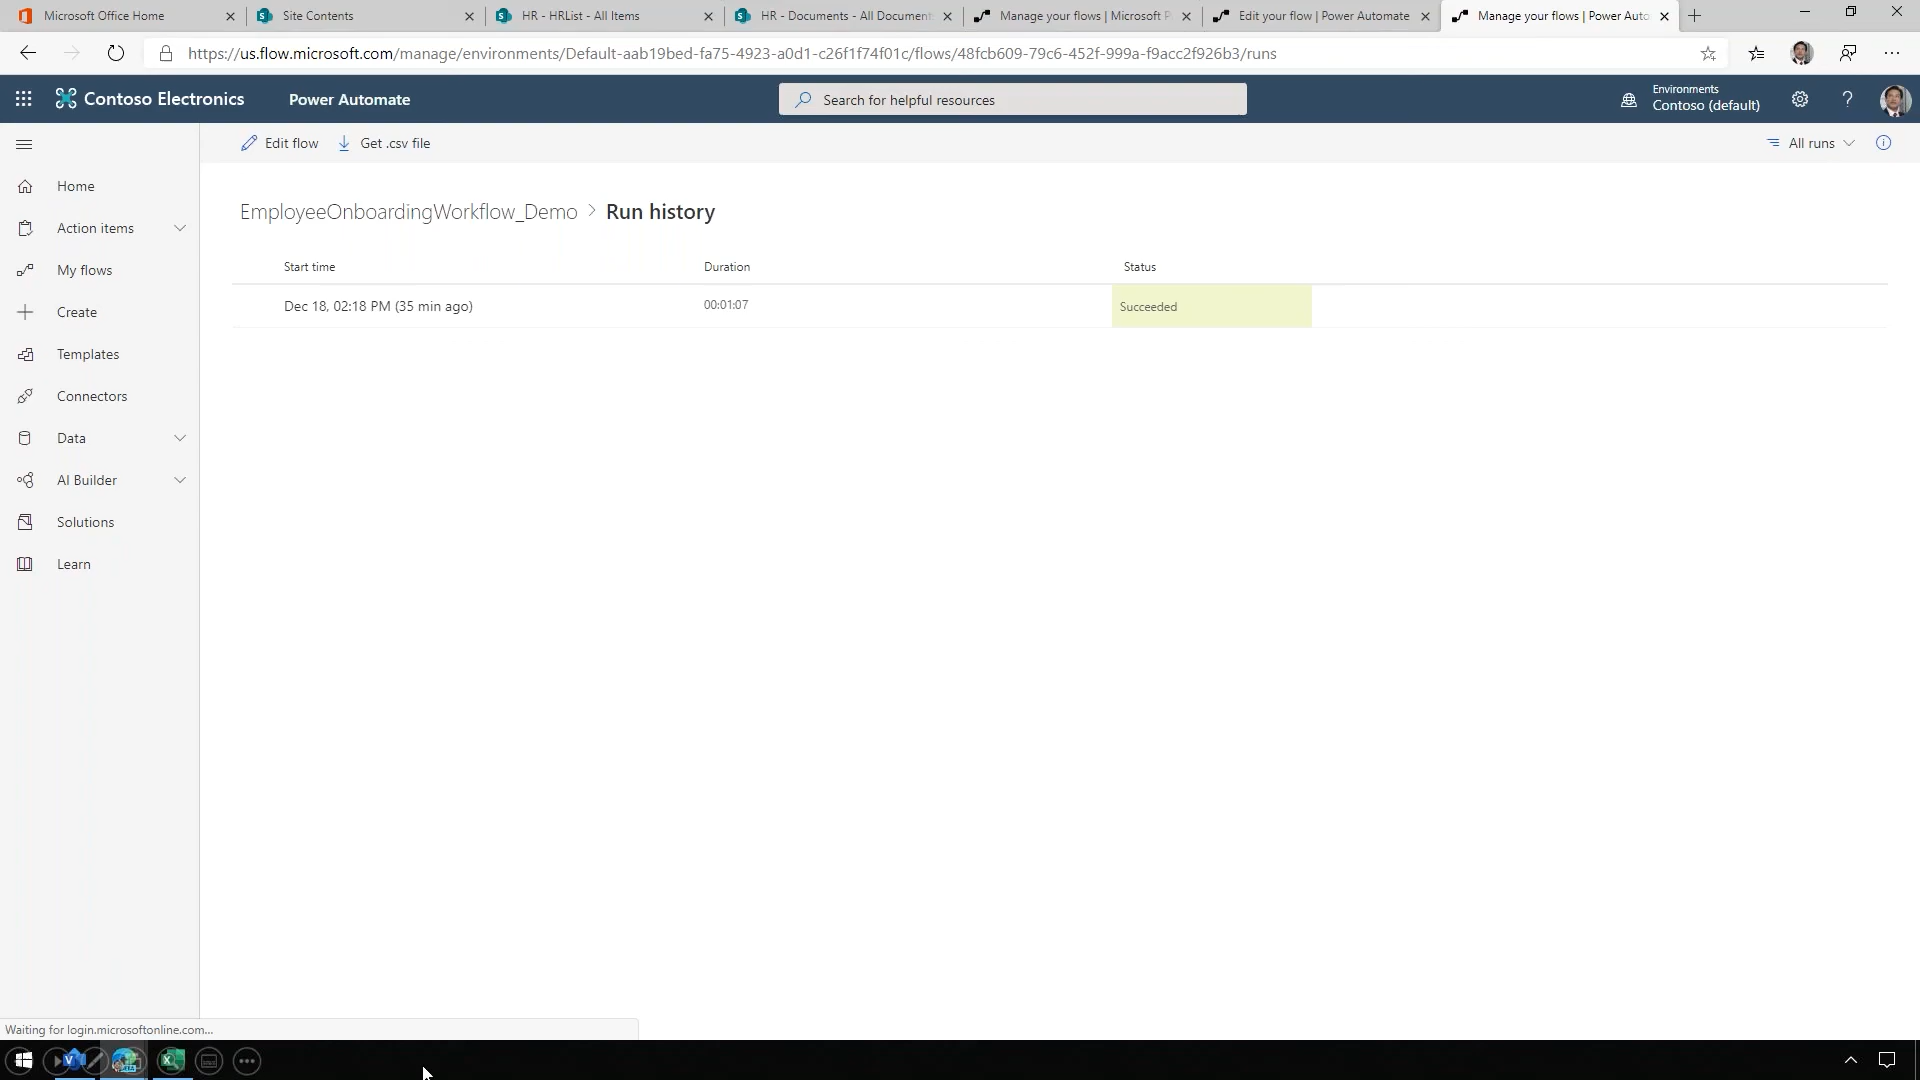 Microsoft Office Home
Site Contents
HR - HRList - All Items
HR - Documents - All Document
Manage your flows | Microsoft P
Edit your flow | Power Automate
Manage your flows | Power Auto
https://us.flow.microsoft.com/manage/environments/Default-aab19bed-fa75-4923-a0d1-c26f1f74f01c/flows/48fcb609-79c6-452f-999a-f9acc2f926b3/runs
Contoso Electronics
Power Automate
Search for helpful resources
Environments
Contoso (default)
Edit flow
Get .csv file
All runs
Home
Action items
My flows
Create
Templates
Connectors
Data
AI Builder
Solutions
Learn
EmployeeOnboardingWorkflow_Demo > Run history
Start time Duration Status
Dec 18, 02:18 PM (35 min ago) 00:01:07 Succeeded
Waiting for login.microsoftonline.com...